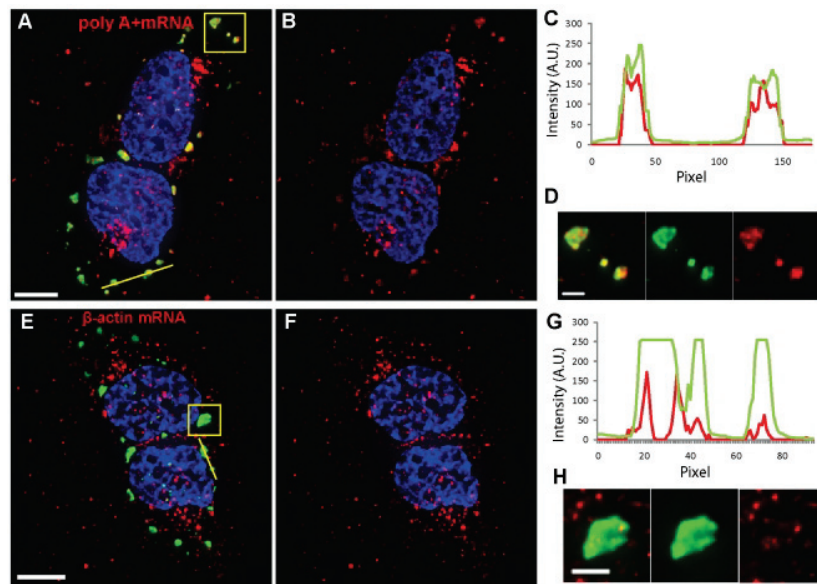 A
poly A+mRNA
B
C
Intensity (A.U.)
300
250
200
150
100
50
0
0
50
100
150
Pixel
D
E
β-actin mRNA
F
G
Intensity (A.U.)
300
250
200
150
100
50
0
20
40
60
80
Pixel
H